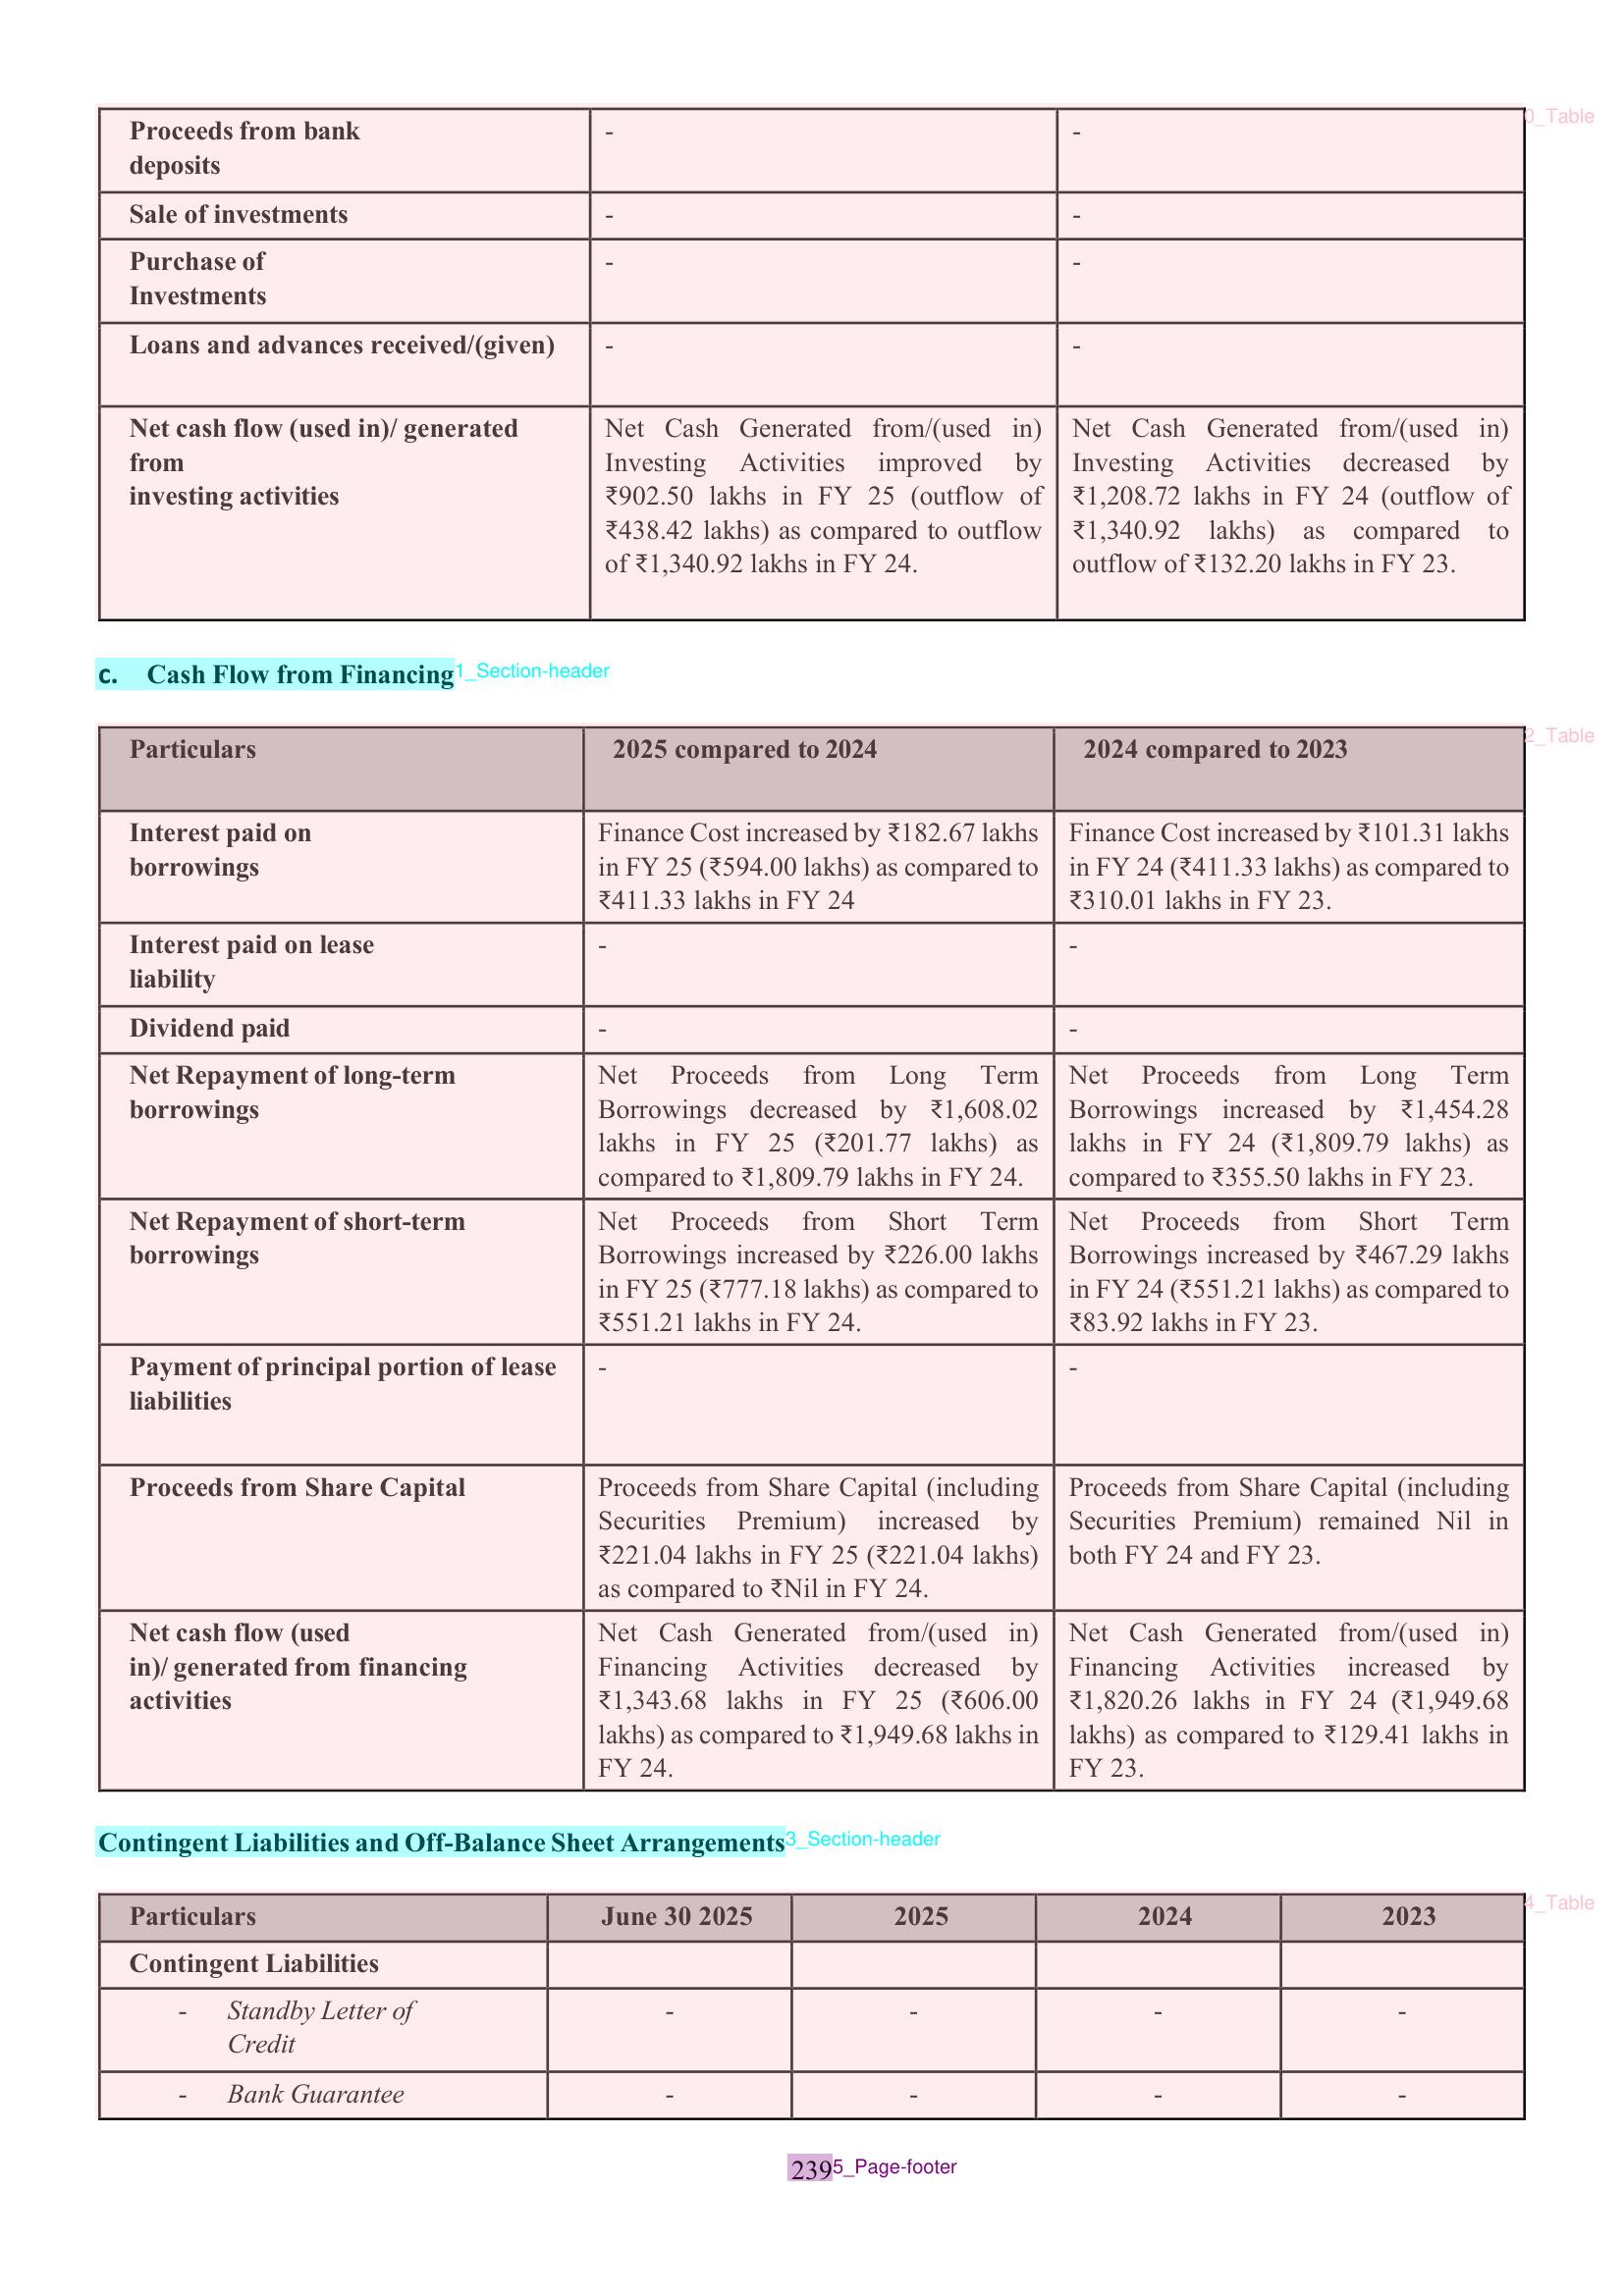 Proceeds from bank
deposits
-
-
0_Table
Sale of investments
-
-
Purchase of
Investments
-
-
Loans and advances received/(given)
-
-
Net cash flow (used in)/ generated
from
investing activities
Net Cash Generated from/(used in)
Investing Activities improved by
₹902.50 lakhs in FY 25 (outflow of
₹438.42 lakhs) as compared to outflow
of ₹1,340.92 lakhs in FY 24.
Net Cash Generated from/(used in)
Investing Activities decreased by
₹1,208.72 lakhs in FY 24 (outflow of
₹1,340.92 lakhs) as compared to
outflow of ₹132.20 lakhs in FY 23.
c. Cash Flow from Financing
1_Section-header
Particulars
2025 compared to 2024
2024 compared to 2023
2_Table
Interest paid on
borrowings
Finance Cost increased by ₹182.67 lakhs
in FY 25 (₹594.00 lakhs) as compared to
₹411.33 lakhs in FY 24
Finance Cost increased by ₹101.31 lakhs
in FY 24 (₹411.33 lakhs) as compared to
₹310.01 lakhs in FY 23.
Interest paid on lease
liability
-
-
Dividend paid
-
-
Net Repayment of long-term
borrowings
Net Proceeds from Long Term
Borrowings decreased by ₹1,608.02
lakhs in FY 25 (₹201.77 lakhs) as
compared to ₹1,809.79 lakhs in FY 24.
Net Proceeds from Long Term
Borrowings increased by ₹1,454.28
lakhs in FY 24 (₹1,809.79 lakhs) as
compared to ₹355.50 lakhs in FY 23.
Net Repayment of short-term
borrowings
Net Proceeds from Short Term
Borrowings increased by ₹226.00 lakhs
in FY 25 (₹777.18 lakhs) as compared to
₹551.21 lakhs in FY 24.
Net Proceeds from Short Term
Borrowings increased by ₹467.29 lakhs
in FY 24 (₹551.21 lakhs) as compared to
₹83.92 lakhs in FY 23.
Payment of principal portion of lease
liabilities
-
-
Proceeds from Share Capital
Proceeds from Share Capital (including
Securities Premium) increased by
₹221.04 lakhs in FY 25 (₹221.04 lakhs)
as compared to ₹Nil in FY 24.
Proceeds from Share Capital (including
Securities Premium) remained Nil in
both FY 24 and FY 23.
Net cash flow (used
in)/ generated from financing
activities
Net Cash Generated from/(used in)
Financing Activities decreased by
₹1,343.68 lakhs in FY 25 (₹606.00
lakhs) as compared to ₹1,949.68 lakhs in
FY 24.
Net Cash Generated from/(used in)
Financing Activities increased by
₹1,820.26 lakhs in FY 24 (₹1,949.68
lakhs) as compared to ₹129.41 lakhs in
FY 23.
Contingent Liabilities and Off-Balance Sheet Arrangements
3_Section-header
Particulars
June 30 2025
2025
2024
2023
4_Table
Contingent Liabilities
- Standby Letter of
Credit
-
-
-
-
- Bank Guarantee
-
-
-
-
239
5_Page-footer